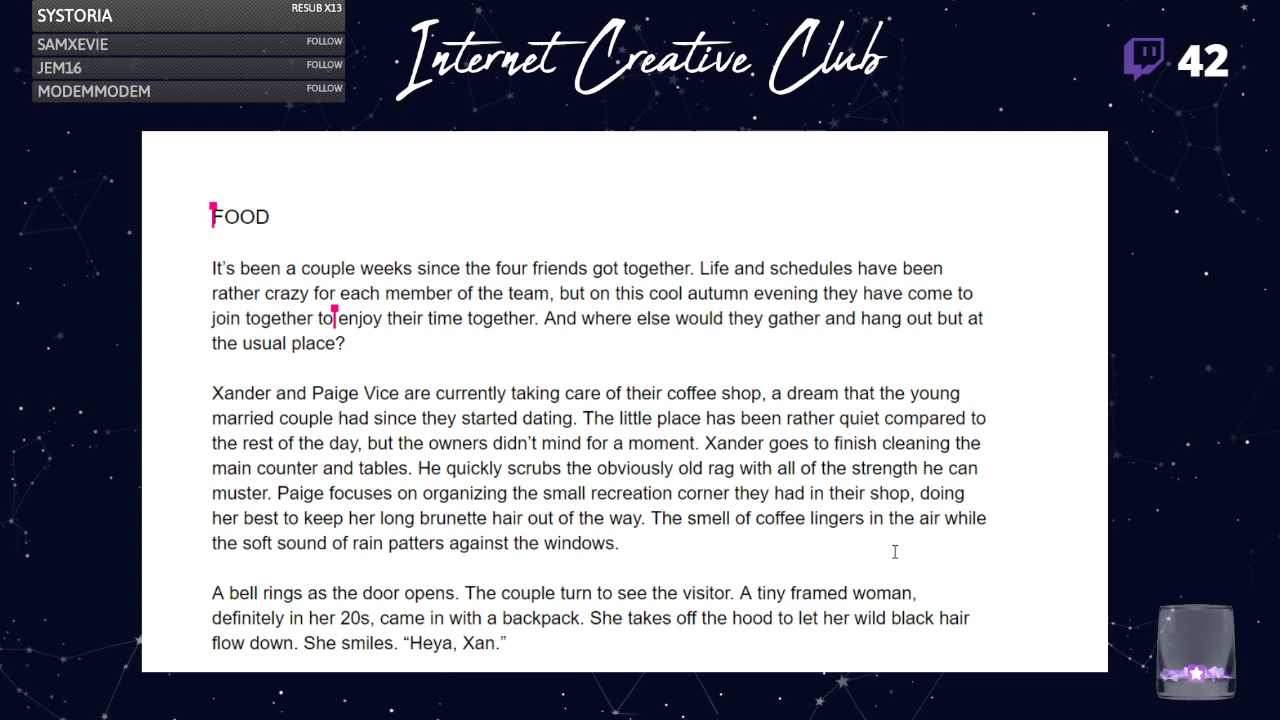 SYSTORIA RESUB X13
SAMXEVIE FOLLOW
JEM16 FOLLOW
MODEMMODEM FOLLOW
Internet Creative Club
42
FOOD
It’s been a couple weeks since the four friends got together. Life and schedules have been
rather crazy for each member of the team, but on this cool autumn evening they have come to
join together to enjoy their time together. And where else would they gather and hang out but at
the usual place?
Xander and Paige Vice are currently taking care of their coffee shop, a dream that the young
married couple had since they started dating. The little place has been rather quiet compared to
the rest of the day, but the owners didn’t mind for a moment. Xander goes to finish cleaning the
main counter and tables. He quickly scrubs the obviously old rag with all of the strength he can
muster. Paige focuses on organizing the small recreation corner they had in their shop, doing
her best to keep her long brunette hair out of the way. The smell of coffee lingers in the air while
the soft sound of rain patters against the windows.
A bell rings as the door opens. The couple turn to see the visitor. A tiny framed woman,
definitely in her 20s, came in with a backpack. She takes off the hood to let her wild black hair
flow down. She smiles. “Heya, Xan.”